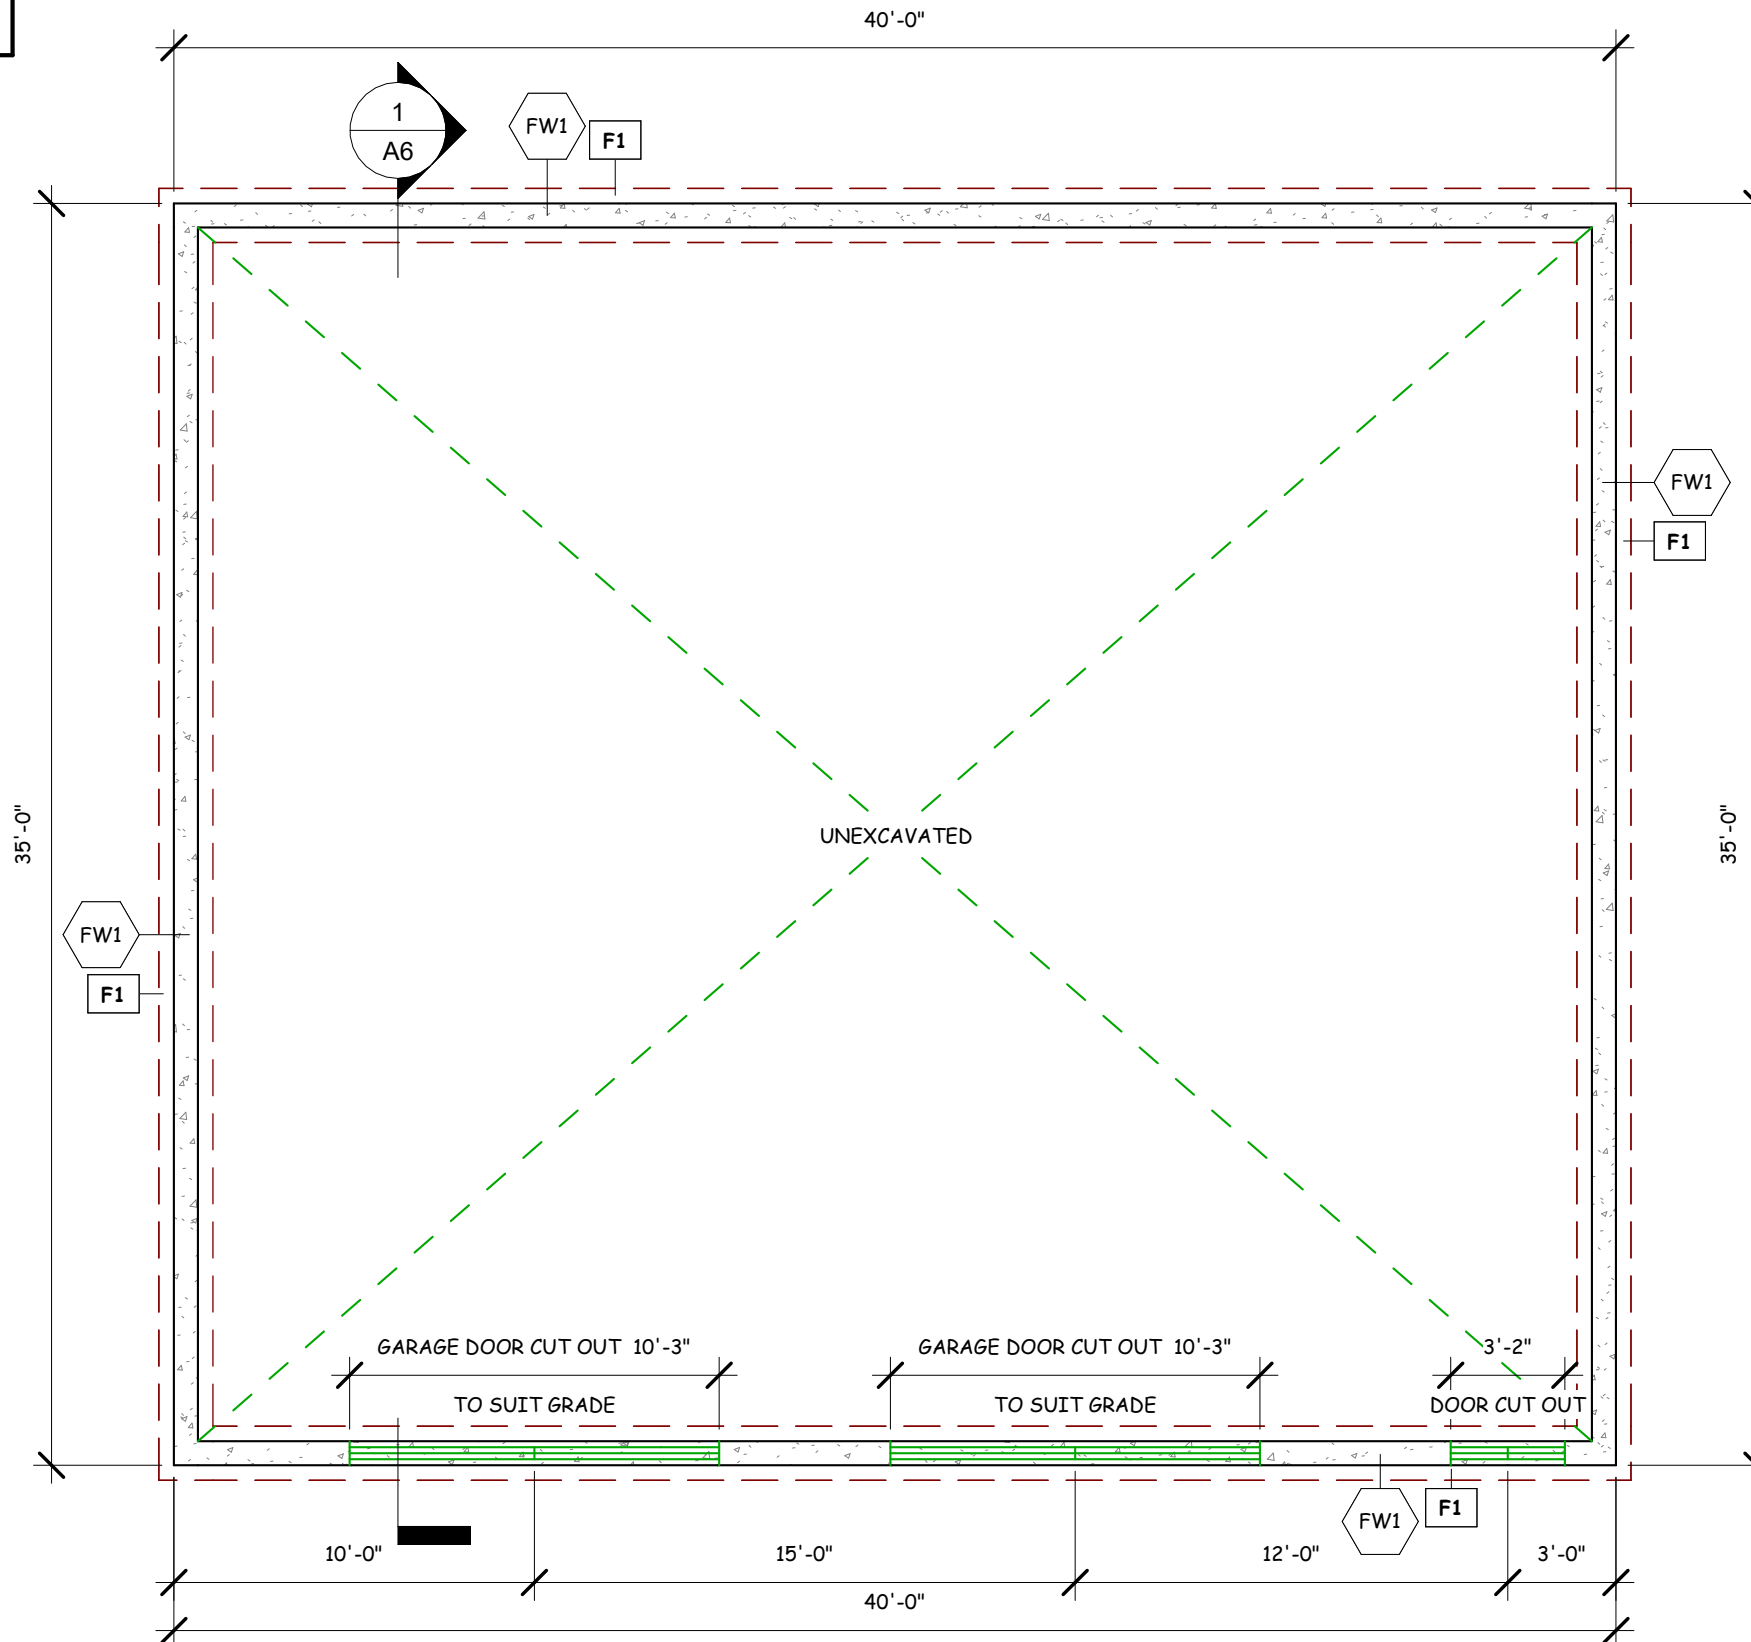 40'-0"
1
A6
FW1
F1
FW1
F1
35'-0"
35'-0"
UNEXCAVATED
FW1
F1
GARAGE DOOR CUT OUT 10'-3"
TO SUIT GRADE
GARAGE DOOR CUT OUT 10'-3"
TO SUIT GRADE
3'-2"
DOOR CUT OUT
FW1
F1
10'-0"
15'-0"
12'-0"
3'-0"
40'-0"